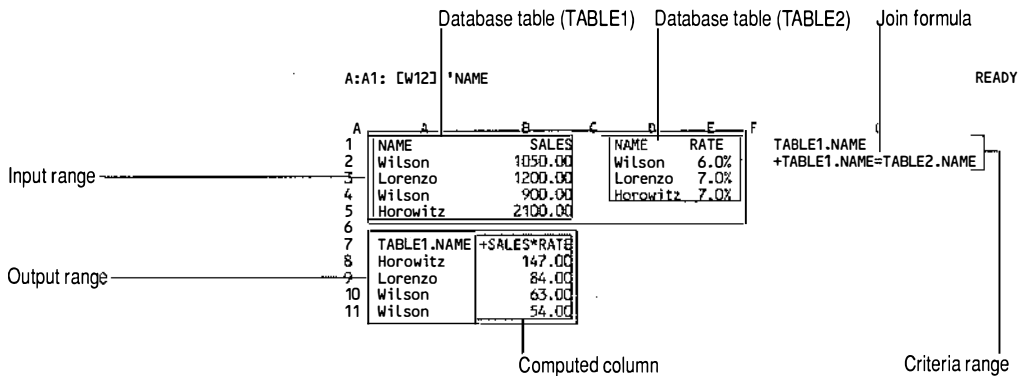 Database table (TABLE1) Database table (TABLE2) Join formula
A:A1: [W12] 'NAME READY
A A B C D E F
1 NAME SALES NAME RATE TABLE1.NAME
2 Wilson 1050.00 Wilson 6.0% +TABLE1.NAME=TABLE2.NAME
Input range 3 Lorenzo 1200.00 Lorenzo 7.0%
4 Wilson 900.00 Horowitz 7.0%
5 Horowitz 2100.00
6
7 TABLE1.NAME +SALES*RATE
8 Horowitz 147.00
Output range 9 Lorenzo 84.00
10 Wilson 63.00
11 Wilson 54.00
Computed column Criteria range